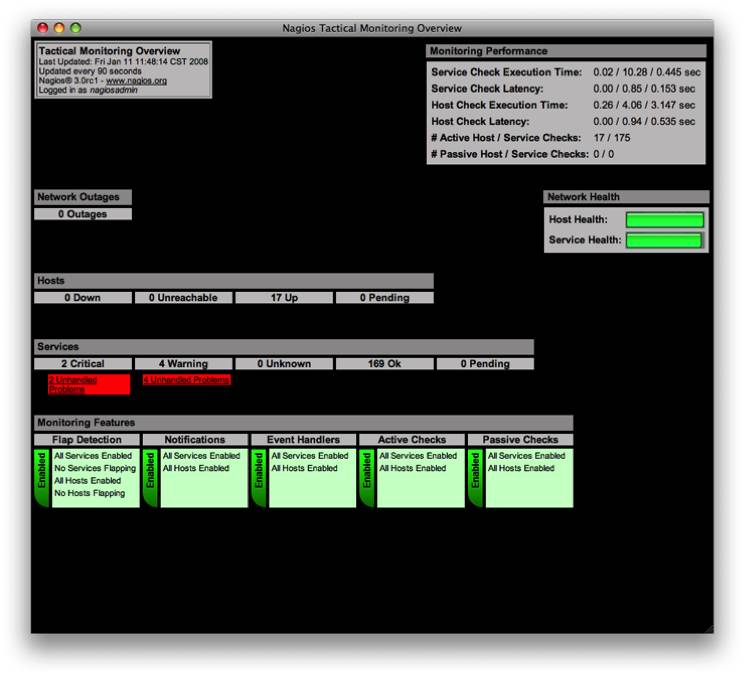 Nagios Tactical Monitoring Overview
Tactical Monitoring Overview
Last Updated: Fri Jan 11 11:48:14 CST 2008
Updated every 90 seconds
Nagios® 3.0rc1 - www.nagios.org
Logged in as nagiosadmin
Monitoring Performance
Service Check Execution Time: 0.02 / 10.28 / 0.445 sec
Service Check Latency: 0.00 / 0.85 / 0.153 sec
Host Check Execution Time: 0.26 / 4.06 / 3.147 sec
Host Check Latency: 0.00 / 0.94 / 0.535 sec
# Active Host / Service Checks: 17 / 175
# Passive Host / Service Checks: 0 / 0
Network Outages
0 Outages
Network Health
Host Health:
Service Health:
Hosts
0 Down 0 Unreachable 17 Up 0 Pending
Services
2 Critical 4 Warning 0 Unknown 169 Ok 0 Pending
2 Unhandled Problems
4 Unhandled Problems
Monitoring Features
Flap Detection Notifications Event Handlers Active Checks Passive Checks
Enabled
All Services Enabled
No Services Flapping
All Hosts Enabled
No Hosts Flapping
Enabled
All Services Enabled
All Hosts Enabled
Enabled
All Services Enabled
All Hosts Enabled
Enabled
All Services Enabled
All Hosts Enabled
Enabled
All Services Enabled
All Hosts Enabled